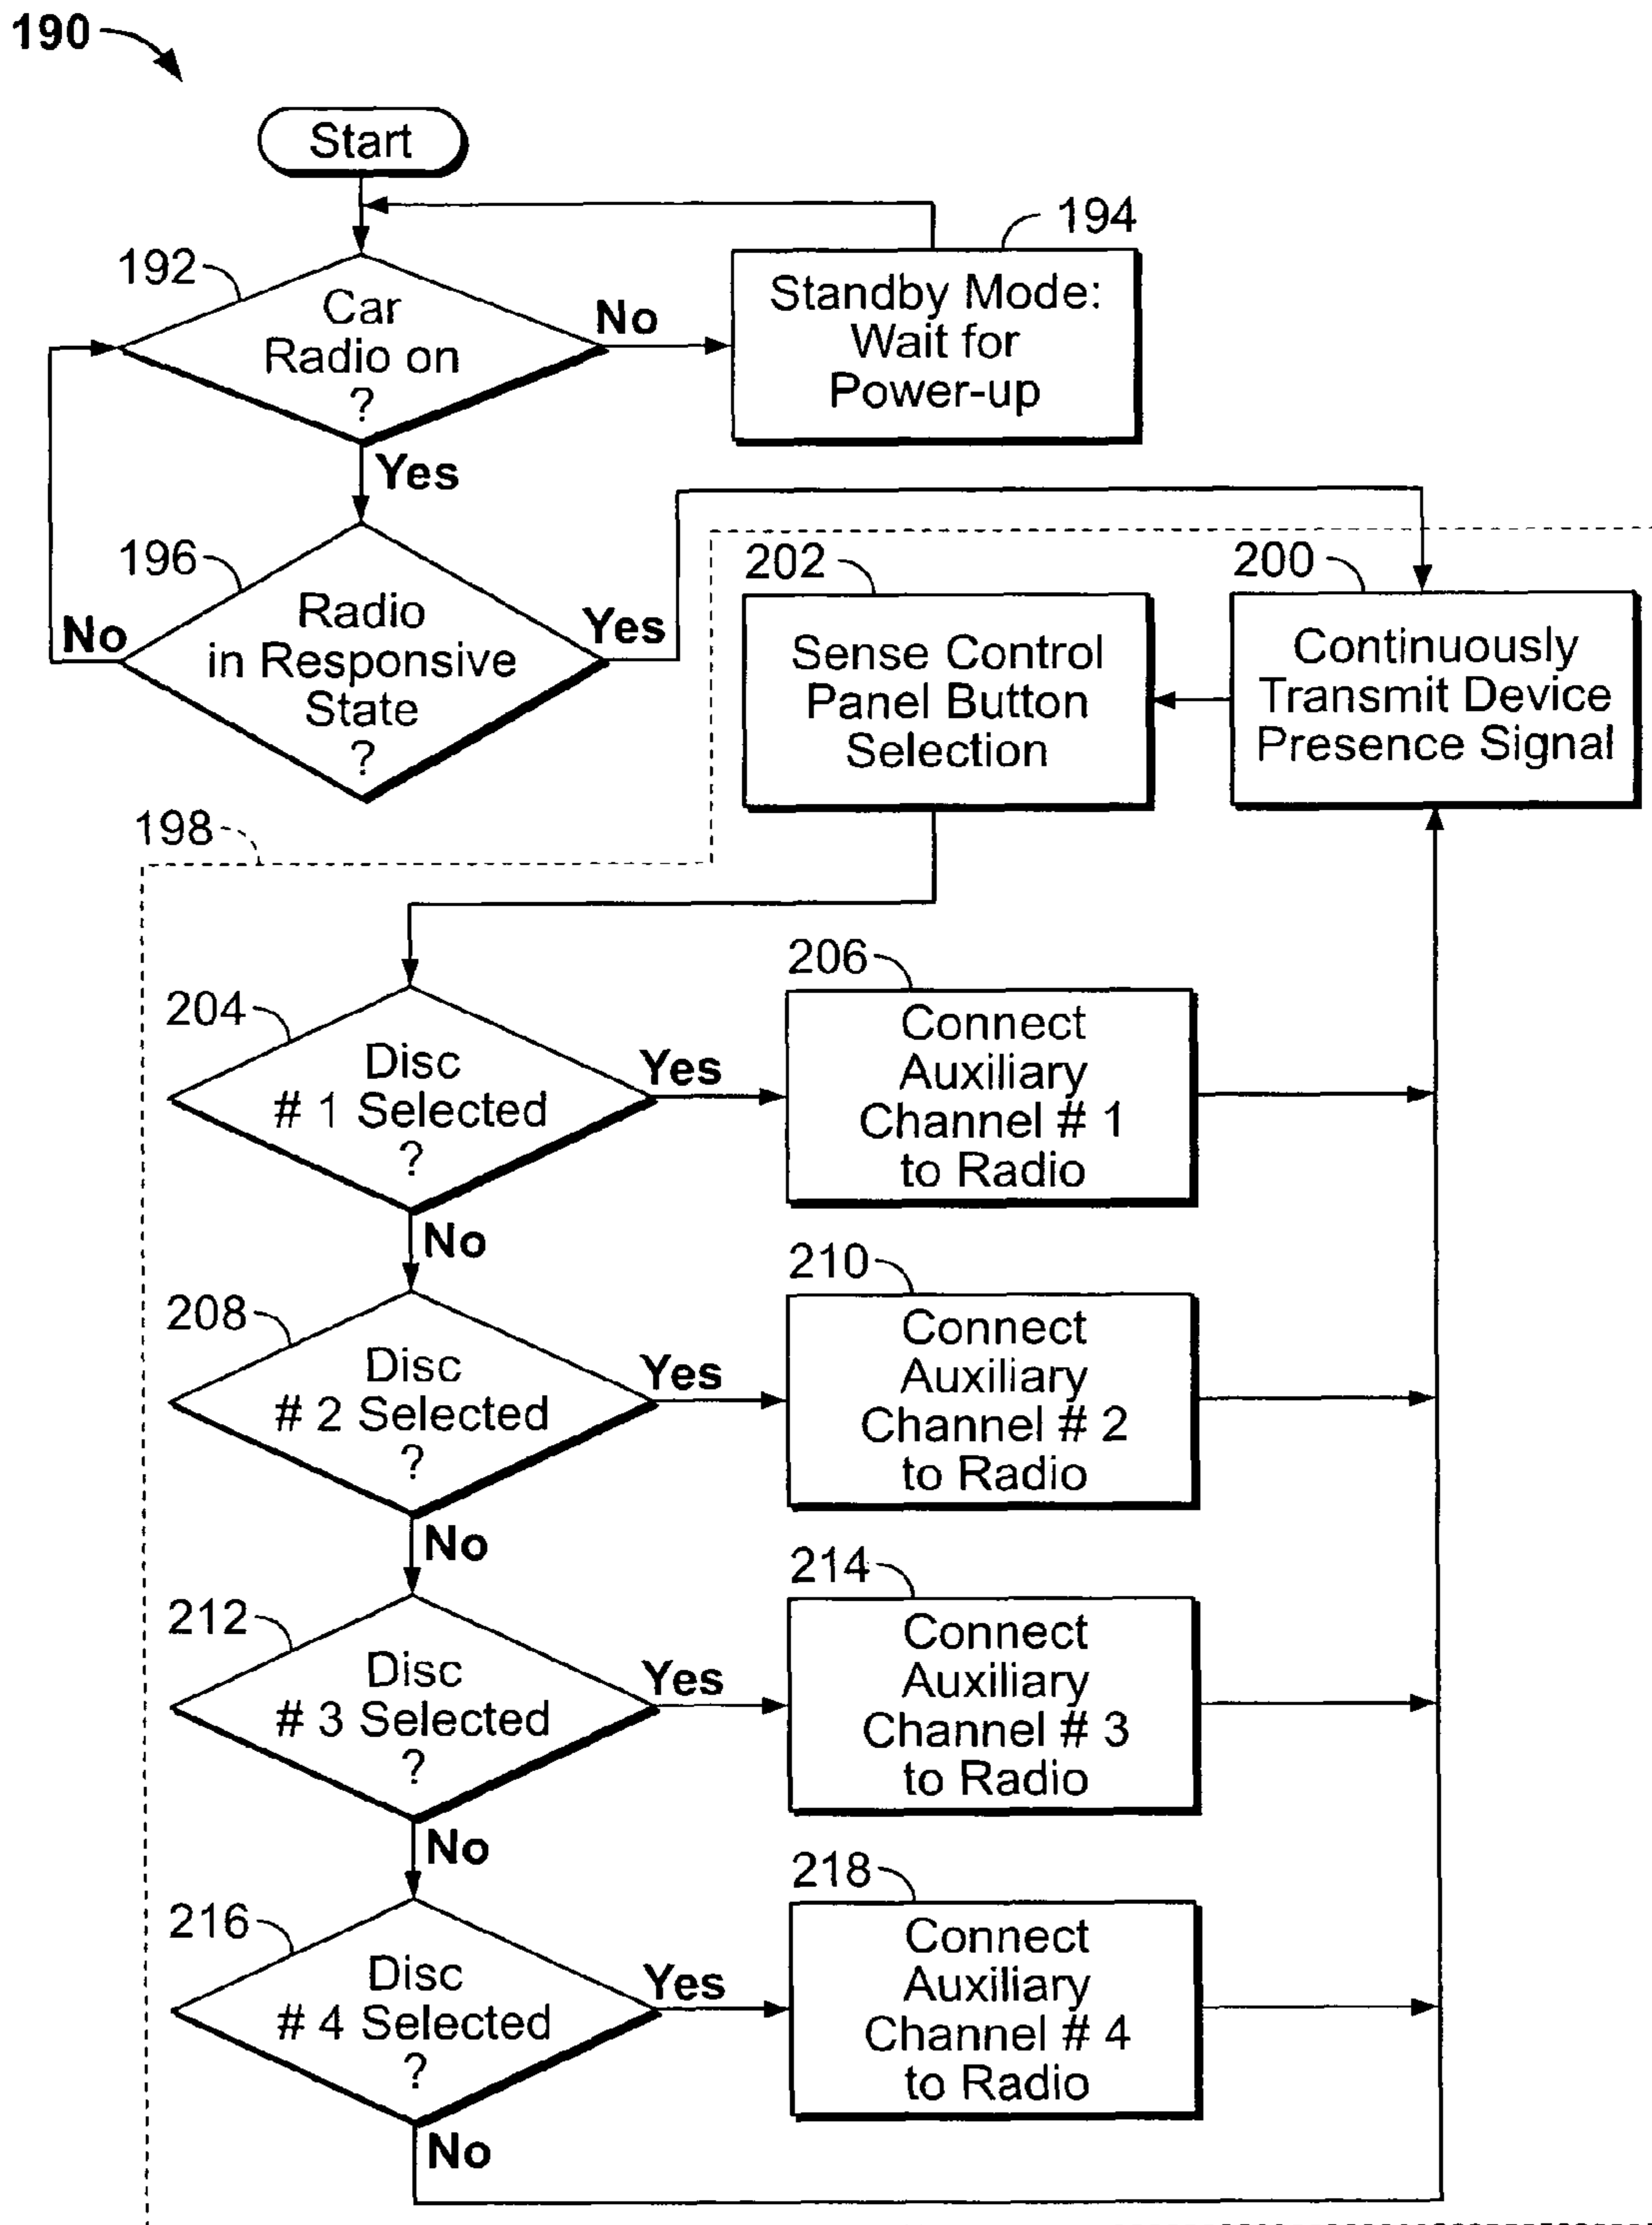 190
Start
192
Car
Radio on
?
No
194
Standby Mode:
Wait for
Power-up
Yes
196
Radio
in Responsive
State
?
No
Yes
198
202
Sense Control
Panel Button
Selection
200
Continuously
Transmit Device
Presence Signal
204
Disc
# 1 Selected
?
Yes
206
Connect
Auxiliary
Channel # 1
to Radio
No
208
Disc
# 2 Selected
?
Yes
210
Connect
Auxiliary
Channel # 2
to Radio
No
212
Disc
# 3 Selected
?
Yes
214
Connect
Auxiliary
Channel # 3
to Radio
No
216
Disc
# 4 Selected
?
Yes
218
Connect
Auxiliary
Channel # 4
to Radio
No